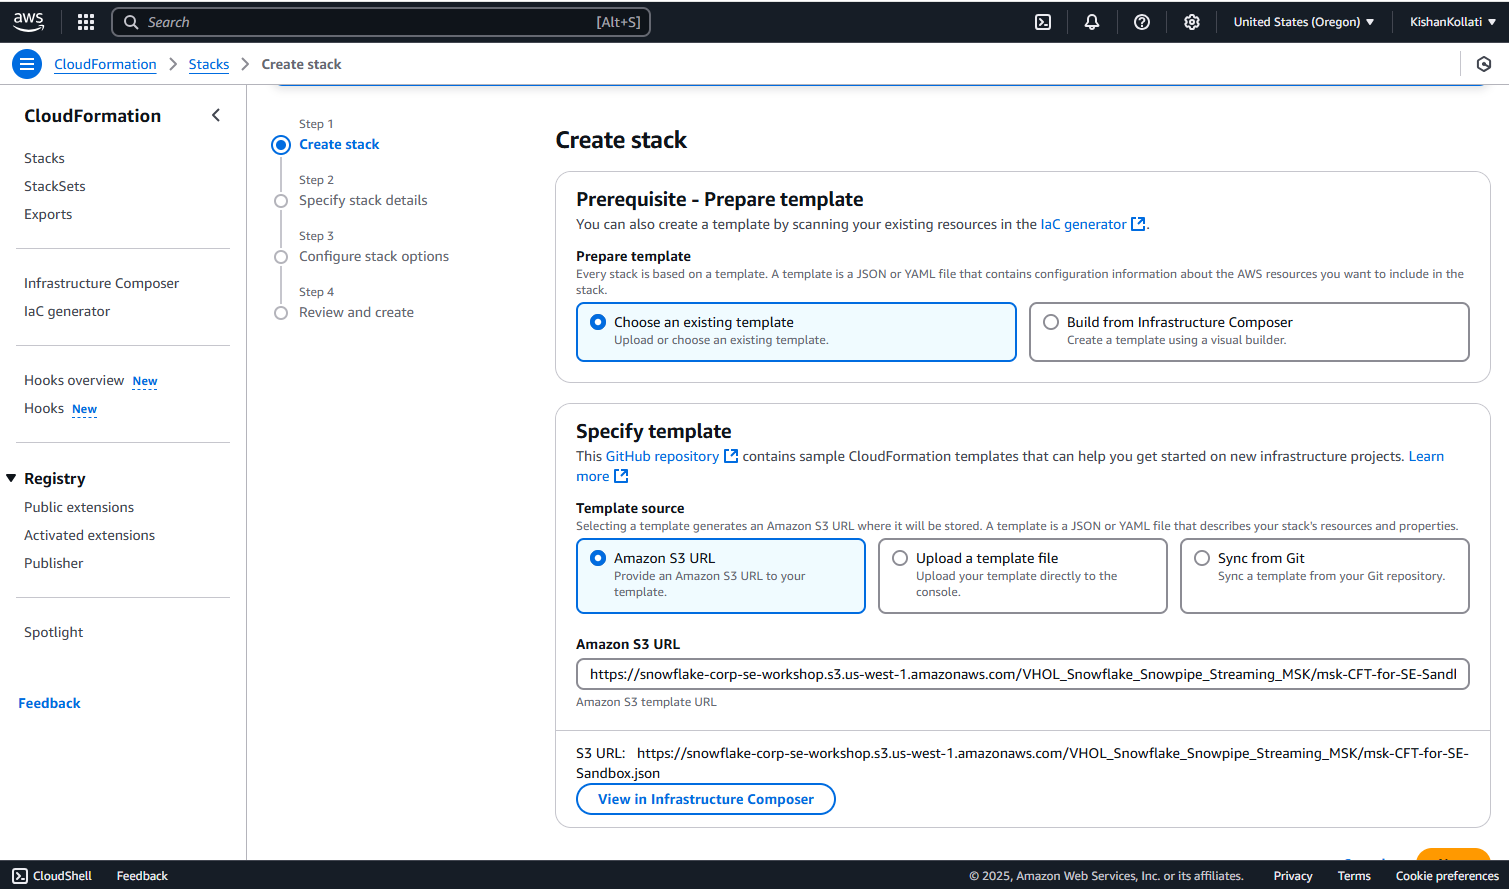 aws
Search
[Alt+S]
United States (Oregon)
KishanKollati
CloudFormation > Stacks > Create stack
CloudFormation
Stacks
StackSets
Exports
Infrastructure Composer
IaC generator
Hooks overview New
Hooks New
Registry
Public extensions
Activated extensions
Publisher
Spotlight
Feedback
Step 1
Create stack
Step 2
Specify stack details
Step 3
Configure stack options
Step 4
Review and create
Create stack
Prerequisite - Prepare template
You can also create a template by scanning your existing resources in the IaC generator.
Prepare template
Every stack is based on a template. A template is a JSON or YAML file that contains configuration information about the AWS resources you want to include in the
stack.
Choose an existing template
Upload or choose an existing template.
Build from Infrastructure Composer
Create a template using a visual builder.
Specify template
This GitHub repository contains sample CloudFormation templates that can help you get started on new infrastructure projects. Learn
more
Template source
Selecting a template generates an Amazon S3 URL where it will be stored. A template is a JSON or YAML file that describes your stack's resources and properties.
Amazon S3 URL
Provide an Amazon S3 URL to your
template.
Upload a template file
Upload your template directly to the
console.
Sync from Git
Sync a template from your Git repository.
Amazon S3 URL
https://snowflake-corp-se-workshop.s3.us-west-1.amazonaws.com/VHOL_Snowflake_Snowpipe_Streaming_MSK/msk-CFT-for-SE-Sandl
Amazon S3 template URL
S3 URL: https://snowflake-corp-se-workshop.s3.us-west-1.amazonaws.com/VHOL_Snowflake_Snowpipe_Streaming_MSK/msk-CFT-for-SE-
Sandbox.json
View in Infrastructure Composer
CloudShell
Feedback
© 2025, Amazon Web Services, Inc. or its affiliates.
Privacy
Terms
Cookie preferences